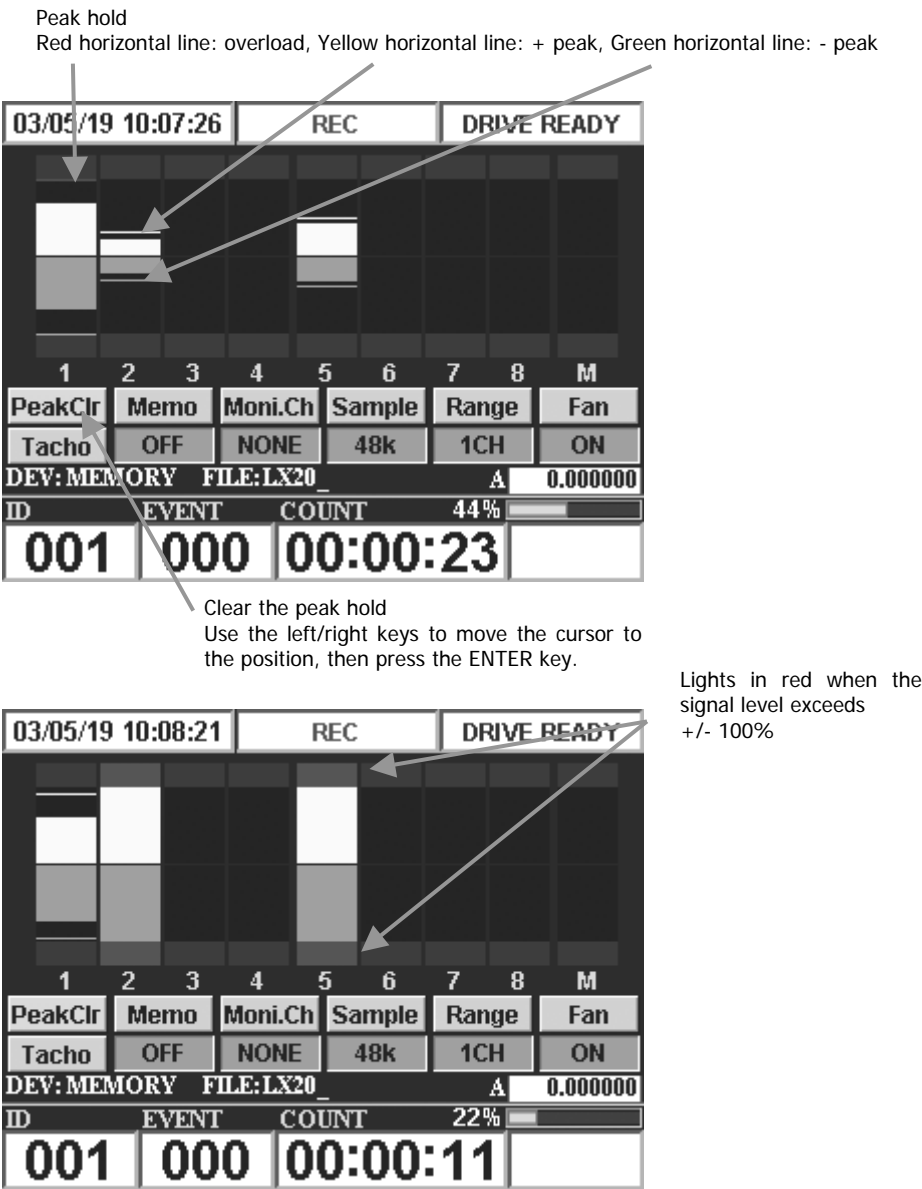 Peak hold
Red horizontal line: overload, Yellow horizontal line: + peak, Green horizontal line: - peak
03/05/19 10:07:26 REC DRIVE READY
1 2 3 4 5 6 7 8 M
PeakClr Memo Moni.Ch Sample Range Fan
Tacho OFF NONE 48k 1CH ON
DEV: MEMORY FILE: LX20_ A 0.000000
ID EVENT COUNT 44%
001 000 00:00:23
Clear the peak hold
Use the left/right keys to move the cursor to
the position, then press the ENTER key.
Lights in red when the
signal level exceeds
+/- 100%
03/05/19 10:08:21 REC DRIVE READY
1 2 3 4 5 6 7 8 M
PeakClr Memo Moni.Ch Sample Range Fan
Tacho OFF NONE 48k 1CH ON
DEV: MEMORY FILE: LX20_ A 0.000000
ID EVENT COUNT 22%
001 000 00:00:11